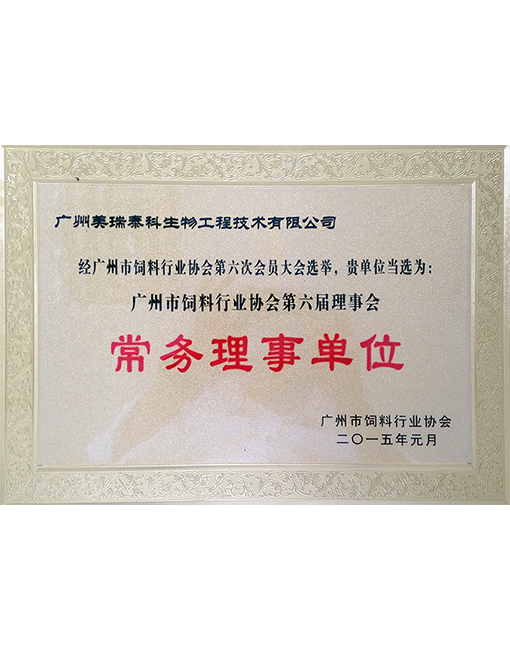 广州美瑞泰科生物工程技术有限公司
经广州市饲料行业协会第六次会员大会选举，贵单位当选为：
广州市饲料行业协会第六届理事会
常务理事单位
广州市饲料行业协会
二〇一五年元月